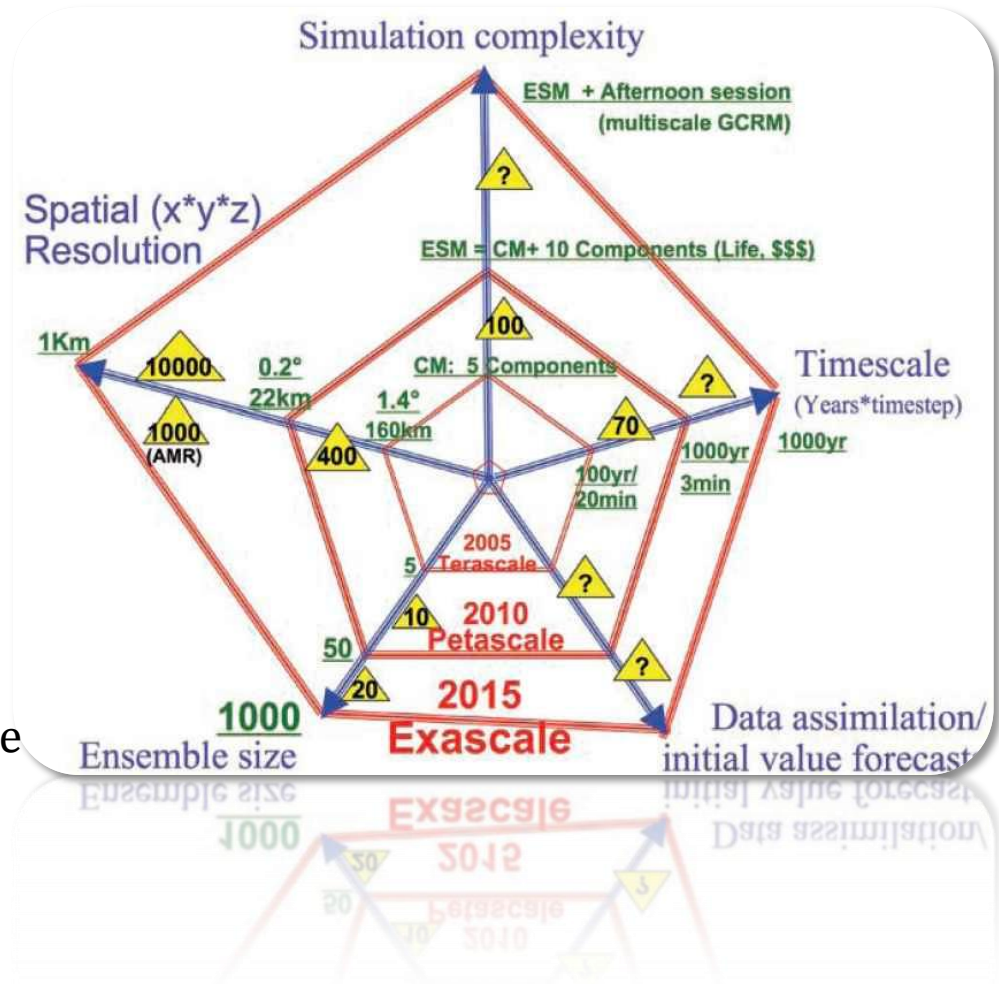 Simulation complexity
ESM + Afternoon session
(multiscale GCRM)
?
Spatial (x*y*z)
Resolution
ESM = CM+ 10 Components (Life, $$$)
100
1Km
10000
0.2°
22km
CM: 5 Components
?
Timescale
(Years*timestep)
1000
(AMR)
1.4°
160km
400
70
1000yr
3min
1000yr
100yr/
20min
2005
Terascale
5
?
10
2010
Petascale
50
?
20
2015
Exascale
1000
Ensemble size
Data assimilation/
initial value forecasts
e